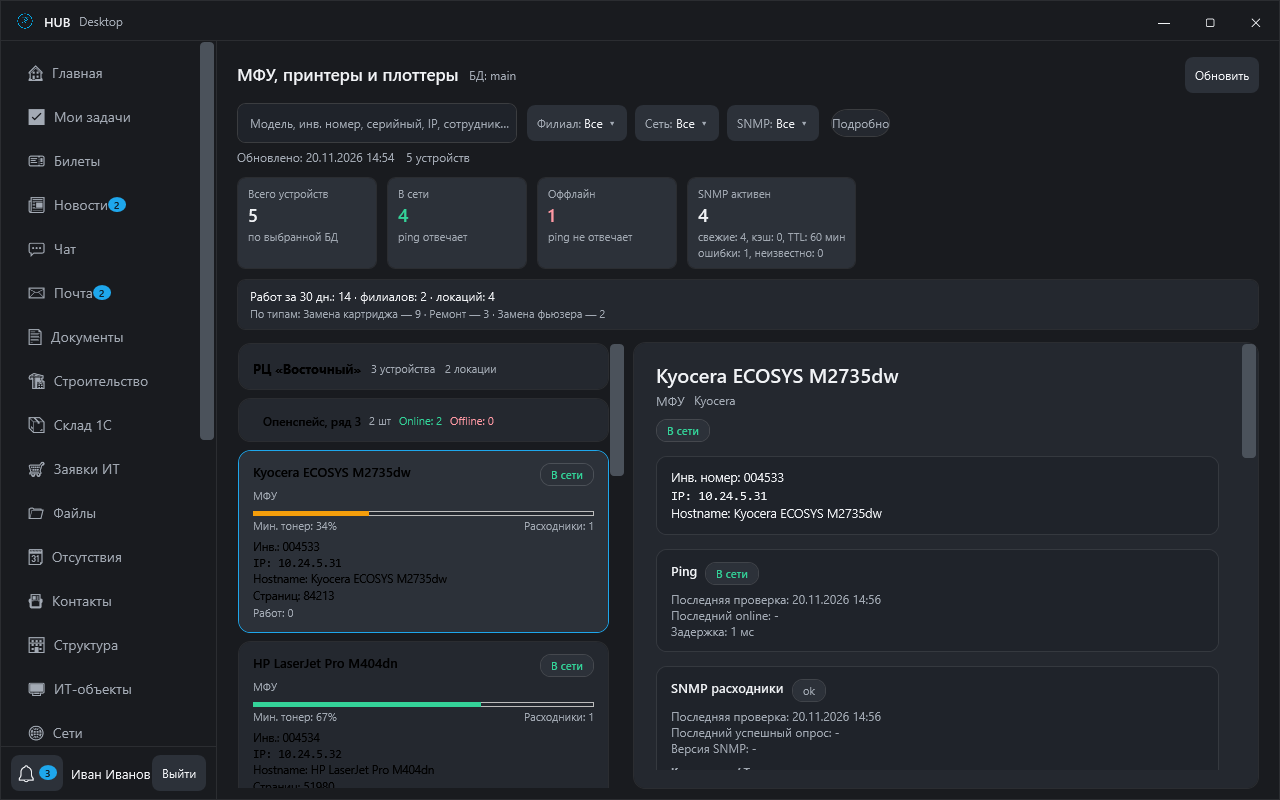 HUB Desktop
Главная
Мои задачи
Билеты
Новости 2
Чат
Почта 2
Документы
Строительство
Склад 1С
Заявки ИТ
Файлы
31 Отсутствия
Контакты
Структура
ИТ-объекты
Сети
3 Иван Иванов Выйти
МФУ, принтеры и плоттеры БД: main
Обновить
Модель, инв. номер, серийный, IP, сотрудник...
Филиал: Все
Сеть: Все
SNMP: Все
Подробно
Обновлено: 20.11.2026 14:54 5 устройств
Всего устройств
5
по выбранной БД
В сети
4
ping отвечает
Оффлайн
1
ping не отвечает
SNMP активен
4
свежие: 4, кэш: 0, TTL: 60 мин
ошибки: 1, неизвестно: 0
Работ за 30 дн.: 14 · филиалов: 2 · локаций: 4
По типам: Замена картриджа — 9 · Ремонт — 3 · Замена фьюзера — 2
РЦ «Восточный» 3 устройства 2 локации
Опенспейс, ряд 3 2 шт Online: 2 Offline: 0
Kyocera ECOSYS M2735dw В сети
МФУ
Мин. тонер: 34% Расходники: 1
Инв.: 004533
IP: 10.24.5.31
Hostname: Kyocera ECOSYS M2735dw
Страниц: 84213
Работ: 0
HP LaserJet Pro M404dn В сети
МФУ
Мин. тонер: 67% Расходники: 1
Инв.: 004534
IP: 10.24.5.32
Hostname: HP LaserJet Pro M404dn
Страниц: 51980
Kyocera ECOSYS M2735dw
МФУ Kyocera
В сети
Инв. номер: 004533
IP: 10.24.5.31
Hostname: Kyocera ECOSYS M2735dw
Ping В сети
Последняя проверка: 20.11.2026 14:56
Последний online: -
Задержка: 1 мс
SNMP расходники ok
Последняя проверка: 20.11.2026 14:56
Последний успешный опрос: -
Версия SNMP: -